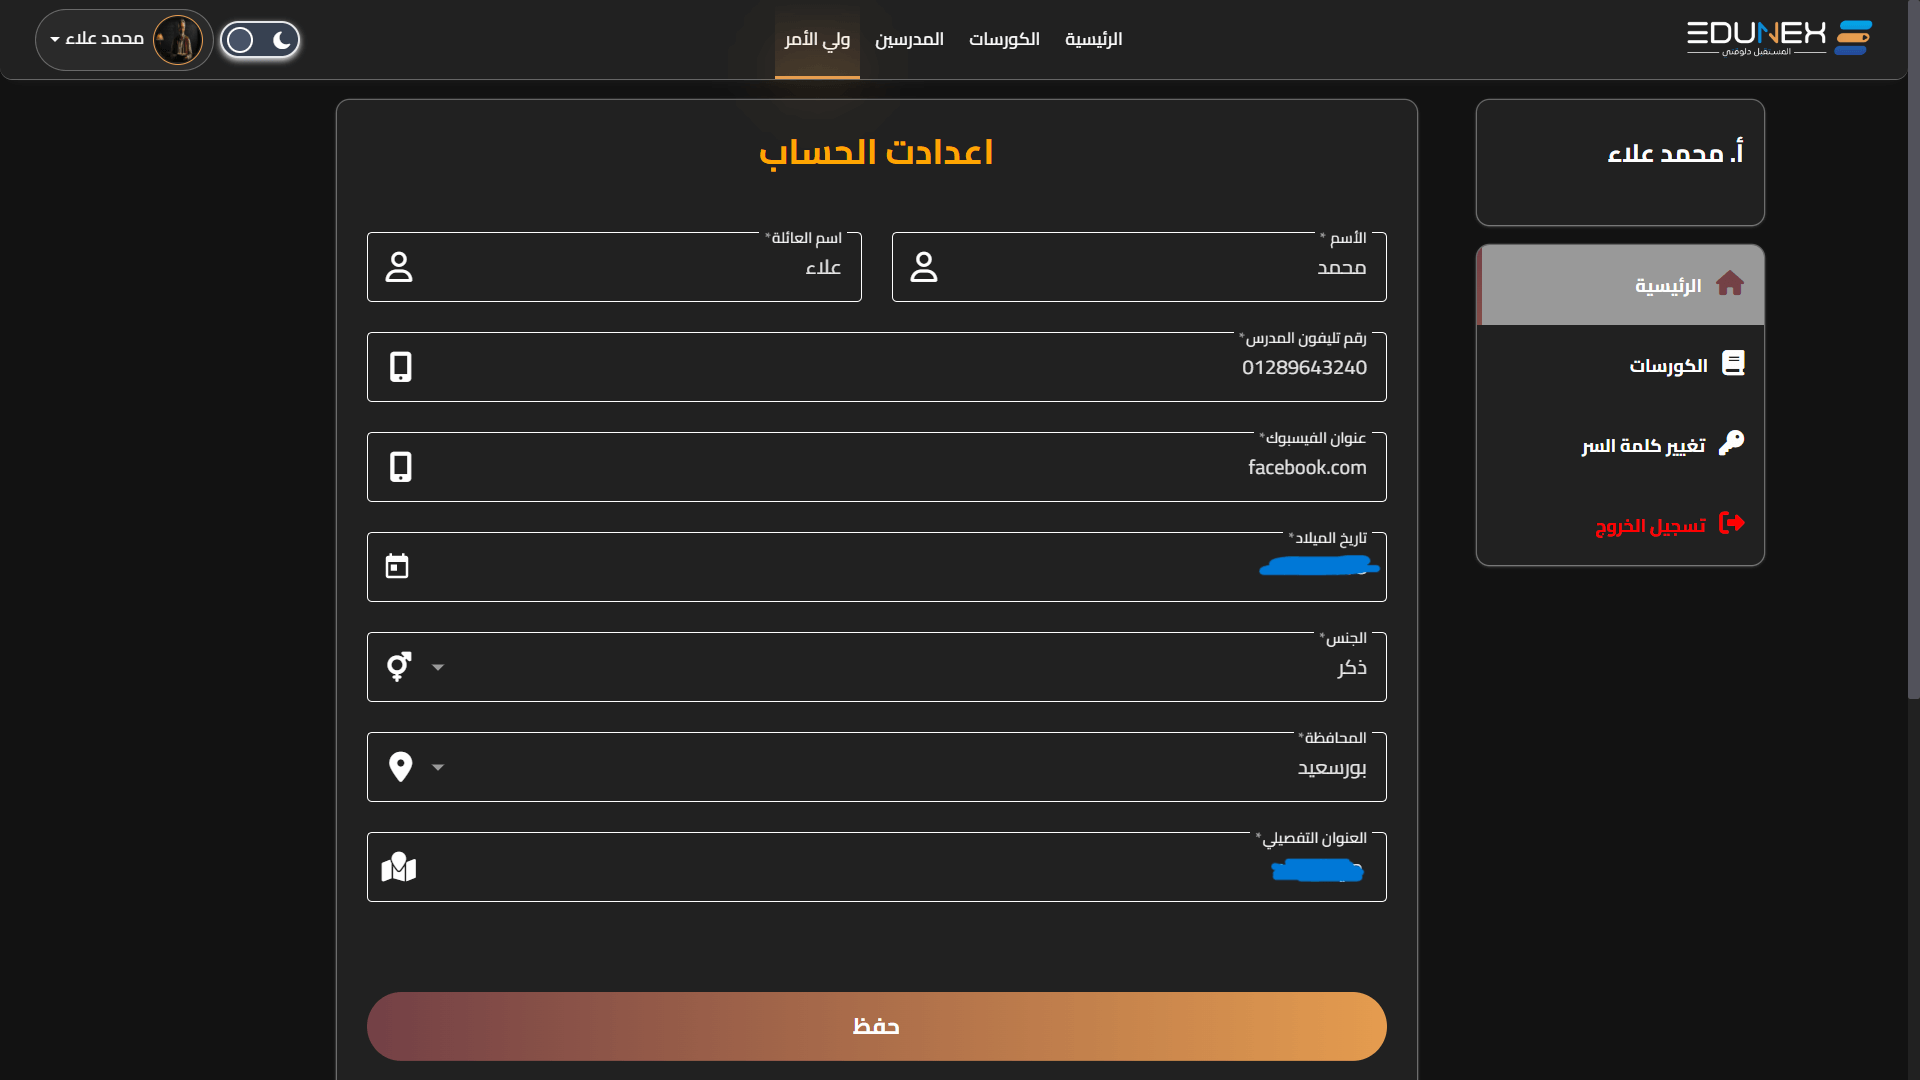 EDUNEX
المستقبل دلوقتي
الرئيسية
الكورسات
المدرسين
ولي الأمر
محمد علاء
أ. محمد علاء
الرئيسية
الكورسات
تغيير كلمة السر
تسجيل الخروج
اعدادت الحساب
الأسم *
محمد
اسم العائلة*
علاء
رقم تليفون المدرس*
01289643240
عنوان الفيسبوك*
facebook.com
تاريخ الميلاد*
الجنس*
ذكر
المحافظة*
بورسعيد
العنوان التفصيلي*
حفظ